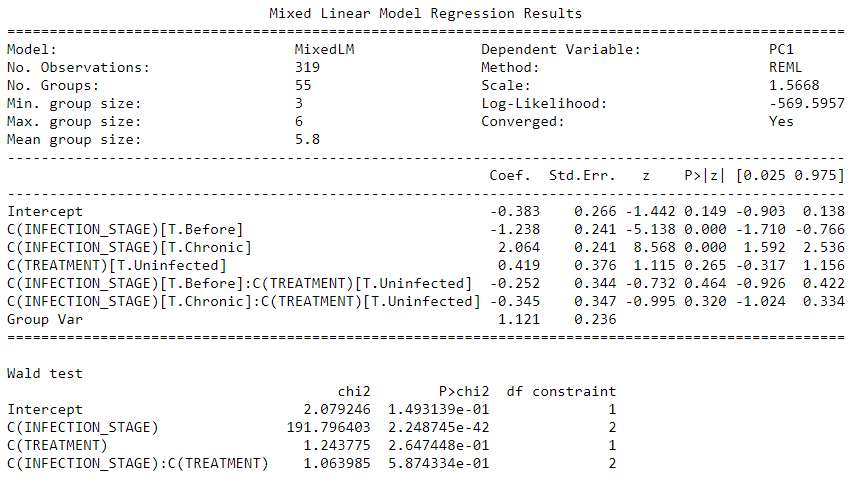 Mixed Linear Model Regression Results
================================================================================
Model: MixedLM Dependent Variable: PC1
No. Observations: 319 Method: REML
No. Groups: 55 Scale: 1.5668
Min. group size: 3 Log-Likelihood: -569.5957
Max. group size: 6 Converged: Yes
Mean group size: 5.8
--------------------------------------------------------------------------------
Coef. Std.Err. z P>|z| [0.025 0.975]
--------------------------------------------------------------------------------
Intercept -0.383 0.266 -1.442 0.149 -0.903 0.138
C(INFECTION_STAGE)[T.Before] -1.238 0.241 -5.138 0.000 -1.710 -0.766
C(INFECTION_STAGE)[T.Chronic] 2.064 0.241 8.568 0.000 1.592 2.536
C(TREATMENT)[T.Uninfected] 0.419 0.376 1.115 0.265 -0.317 1.156
C(INFECTION_STAGE)[T.Before]:C(TREATMENT)[T.Uninfected] -0.252 0.344 -0.732 0.464 -0.926 0.422
C(INFECTION_STAGE)[T.Chronic]:C(TREATMENT)[T.Uninfected] -0.345 0.347 -0.995 0.320 -1.024 0.334
Group Var 1.121 0.236
================================================================================
Wald test
chi2 P>chi2 df constraint
Intercept 2.079246 1.493139e-01 1
C(INFECTION_STAGE) 191.796403 2.248745e-42 2
C(TREATMENT) 1.243775 2.647448e-01 1
C(INFECTION_STAGE):C(TREATMENT) 1.063985 5.874334e-01 2